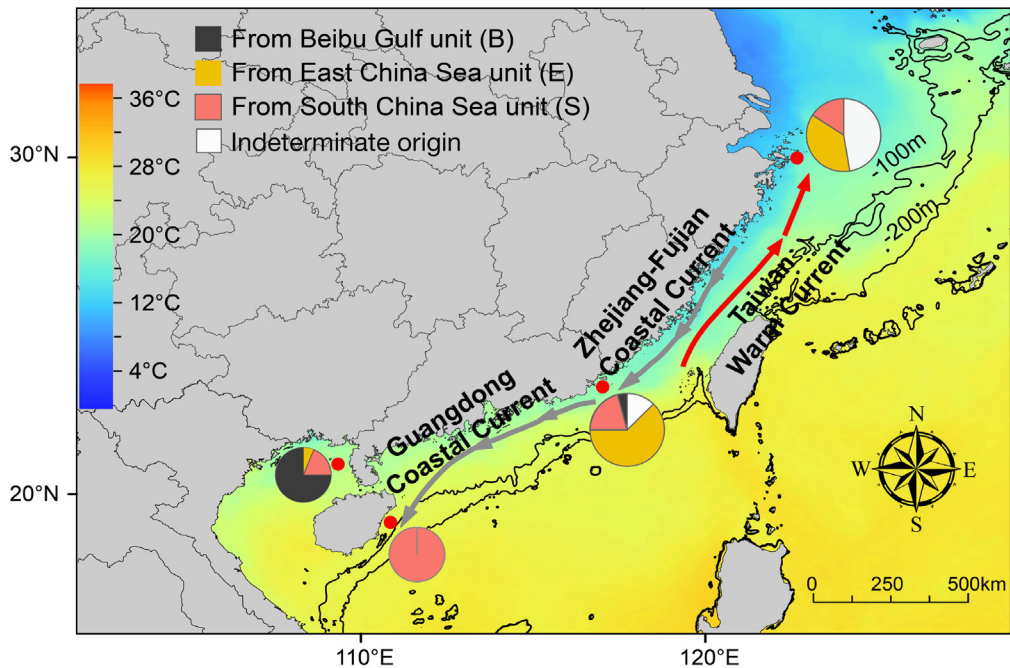 From Beibu Gulf unit (B)
From East China Sea unit (E)
From South China Sea unit (S)
Indeterminate origin
36°C
28°C
20°C
12°C
4°C
30°N
20°N
110°E
120°E
-100m
-200m
Zhejiang-Fujian
Coastal Current
Taiwan
Warm Current
Guangdong
Coastal Current
N
W
E
S
0
250
500km